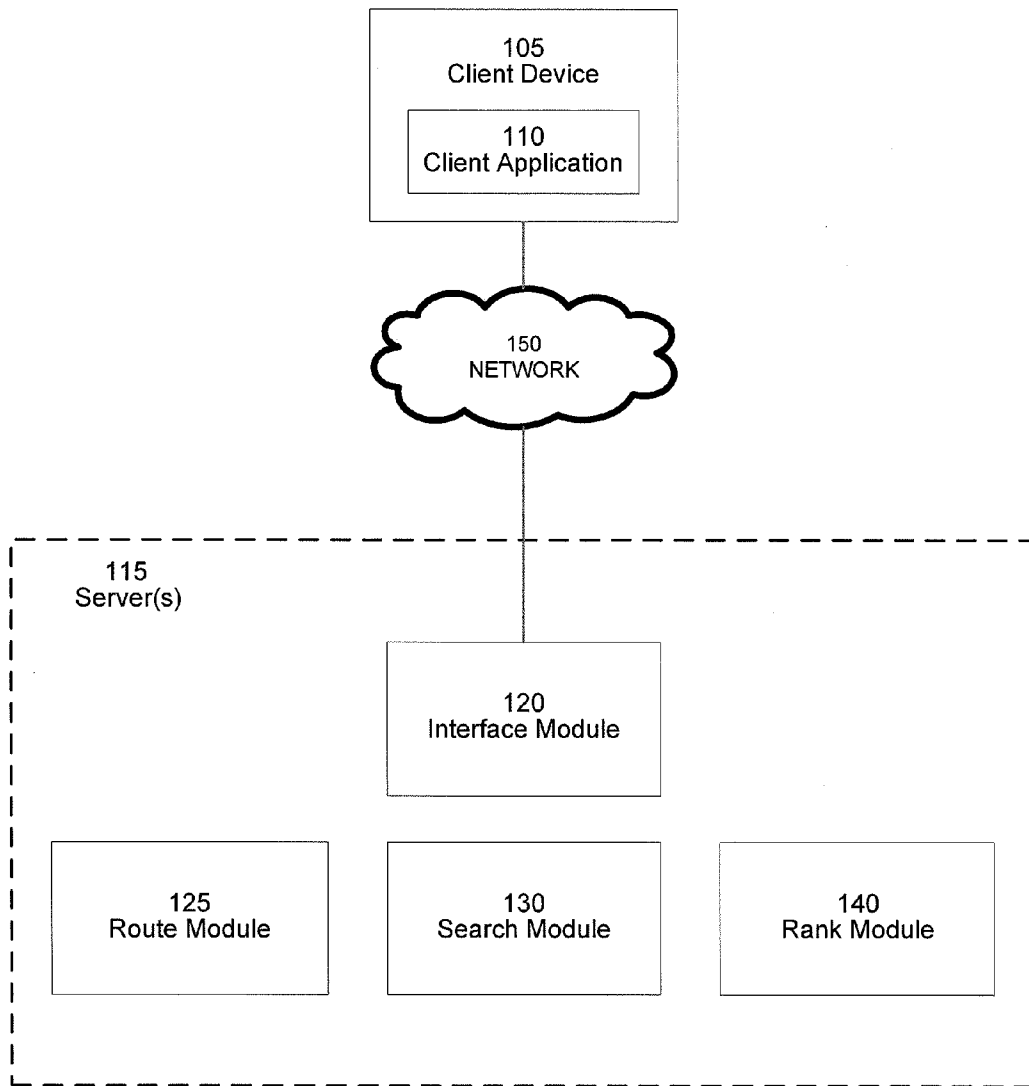 105
Client Device
110
Client Application
150
NETWORK
115
Server(s)
120
Interface Module
125
Route Module
130
Search Module
140
Rank Module